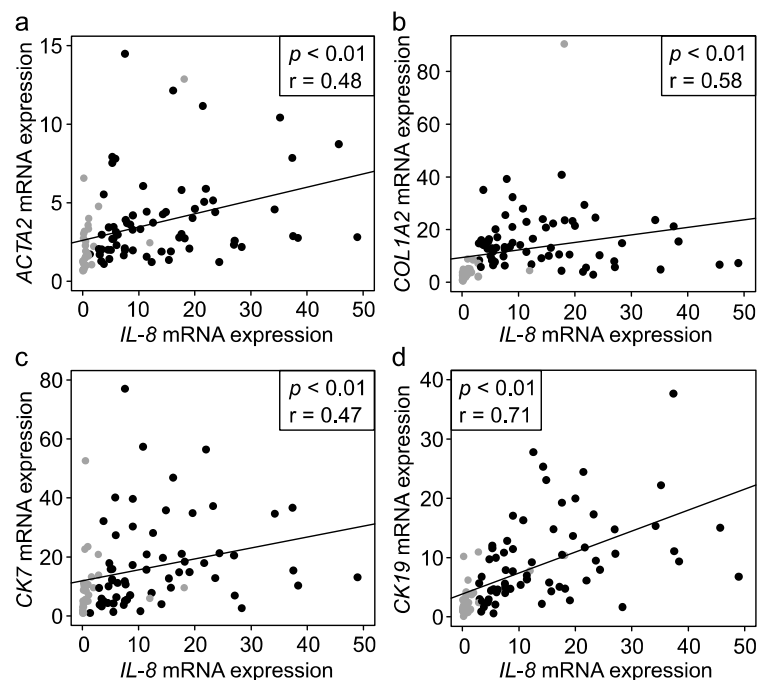 a
p < 0.01
r = 0.48
ACTA2 mRNA expression
15
10
5
0
0 10 20 30 40 50
IL-8 mRNA expression
b
p < 0.01
r = 0.58
COL1A2 mRNA expression
80
60
40
20
0
0 10 20 30 40 50
IL-8 mRNA expression
c
p < 0.01
r = 0.47
CK7 mRNA expression
80
60
40
20
0
0 10 20 30 40 50
IL-8 mRNA expression
d
p < 0.01
r = 0.71
CK19 mRNA expression
40
30
20
10
0
0 10 20 30 40 50
IL-8 mRNA expression